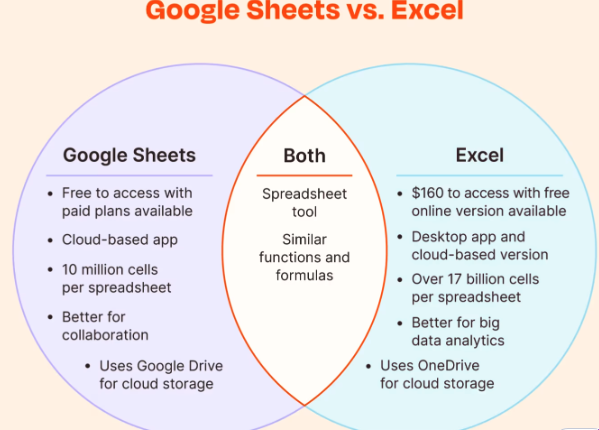 Google Sheets vs. Excel
Google Sheets
• Free to access with
paid plans available
• Cloud-based app
• 10 million cells
per spreadsheet
• Better for
collaboration
• Uses Google Drive
for cloud storage
Both
Spreadsheet
tool
Similar
functions and
formulas
Excel
• $160 to access with free
online version available
• Desktop app and
cloud-based version
• Over 17 billion cells
per spreadsheet
• Better for big
data analytics
• Uses OneDrive
for cloud storage